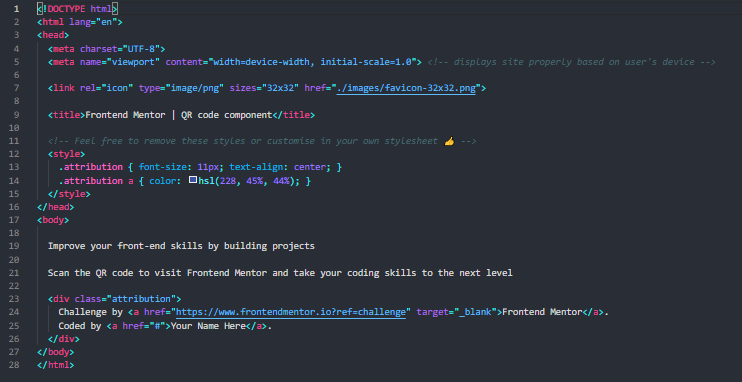 1 <!DOCTYPE html>
2 <html lang="en">
3 <head>
4   <meta charset="UTF-8">
5   <meta name="viewport" content="width=device-width, initial-scale=1.0"> <!-- displays site properly based on user's device -->
6
7   <link rel="icon" type="image/png" sizes="32x32" href="./images/favicon-32x32.png">
8
9   <title>Frontend Mentor | QR code component</title>
10
11   <!-- Feel free to remove these styles or customise in your own stylesheet 👍 -->
12   <style>
13     .attribution { font-size: 11px; text-align: center; }
14     .attribution a { color: hsl(228, 45%, 44%); }
15   </style>
16 </head>
17 <body>
18
19   Improve your front-end skills by building projects
20
21   Scan the QR code to visit Frontend Mentor and take your coding skills to the next level
22
23   <div class="attribution">
24     Challenge by <a href="https://www.frontendmentor.io?ref=challenge" target="_blank">Frontend Mentor</a>.
25     Coded by <a href="#">Your Name Here</a>.
26   </div>
27 </body>
28 </html>